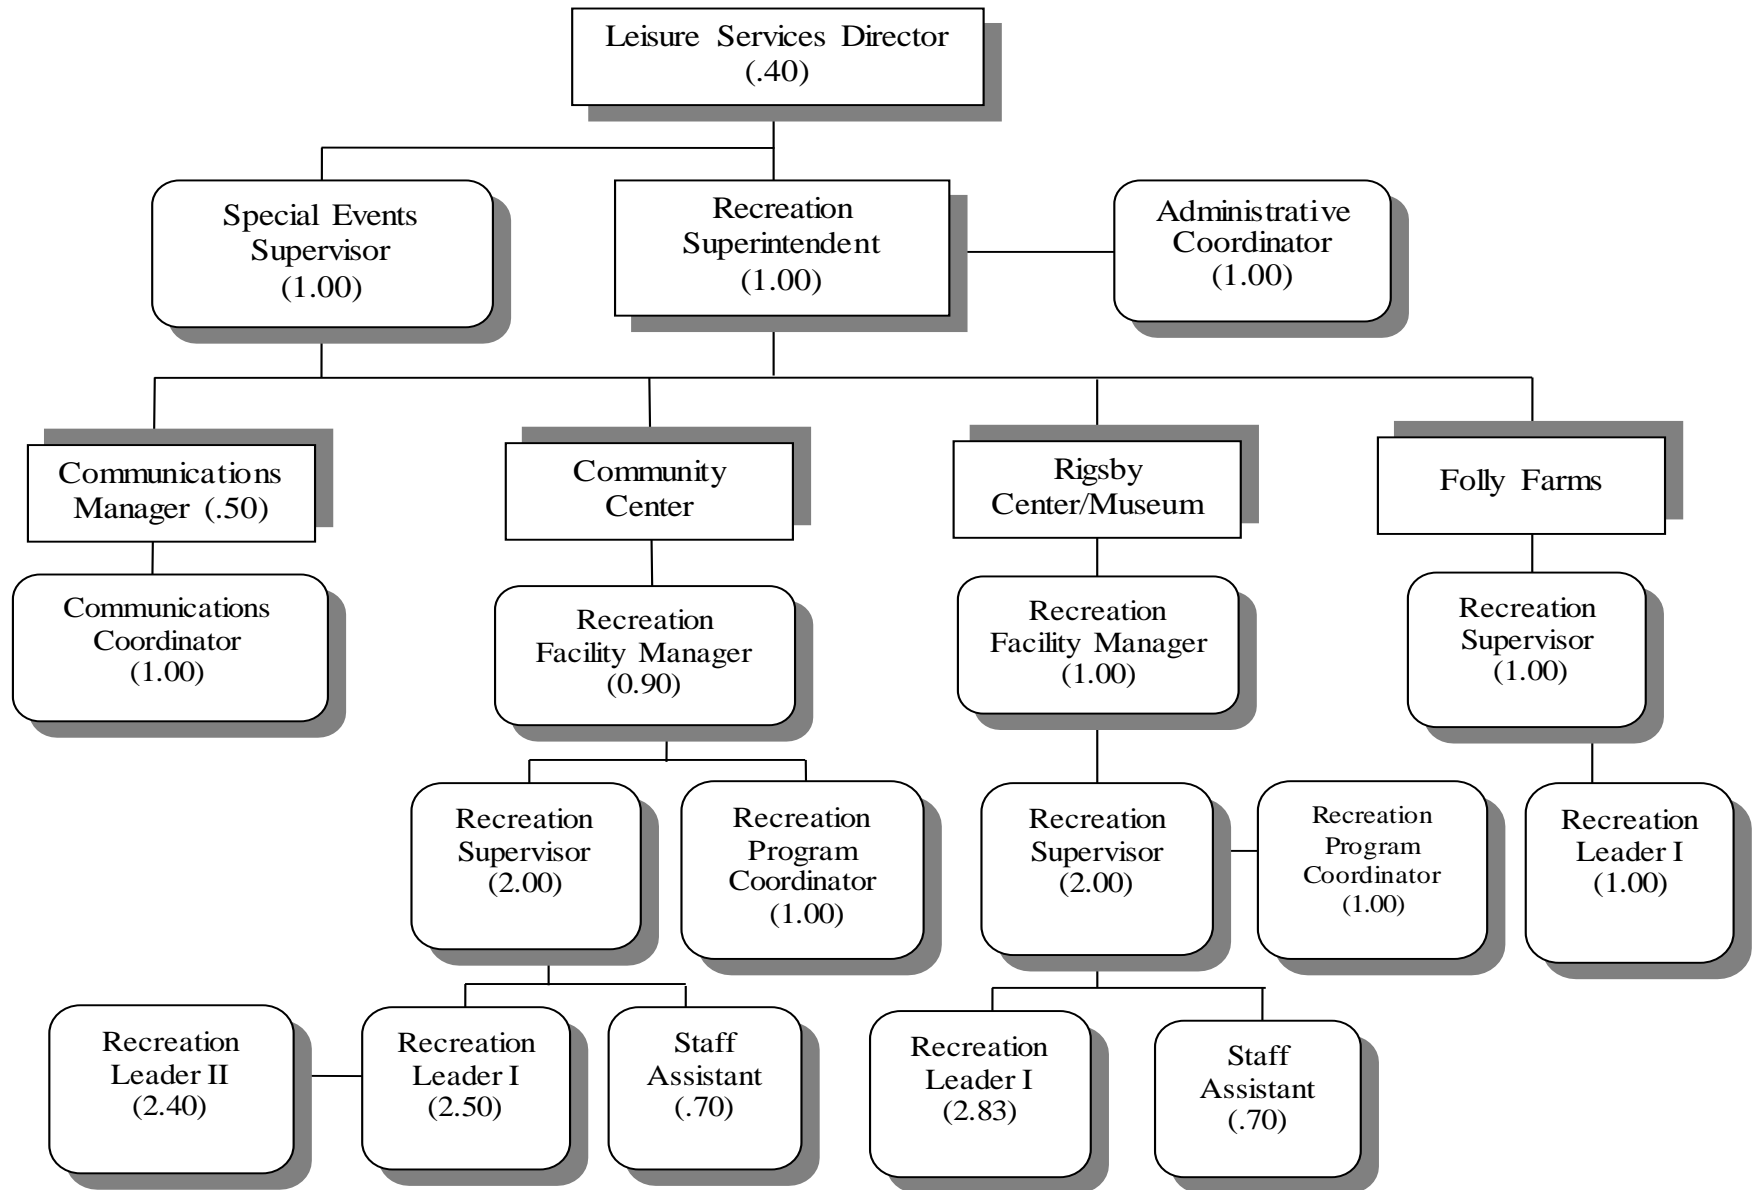 Leisure Services Director
(.40)
Special Events
Supervisor
(1.00)
Recreation
Superintendent
(1.00)
Administrative
Coordinator
(1.00)
Communications
Manager (.50)
Community
Center
Rigsby
Center/Museum
Folly Farms
Communications
Coordinator
(1.00)
Recreation
Facility Manager
(0.90)
Recreation
Facility Manager
(1.00)
Recreation
Supervisor
(1.00)
Recreation
Supervisor
(2.00)
Recreation
Program
Coordinator
(1.00)
Recreation
Supervisor
(2.00)
Recreation
Program
Coordinator
(1.00)
Recreation
Leader I
(1.00)
Recreation
Leader II
(2.40)
Recreation
Leader I
(2.50)
Staff
Assistant
(.70)
Recreation
Leader I
(2.83)
Staff
Assistant
(.70)